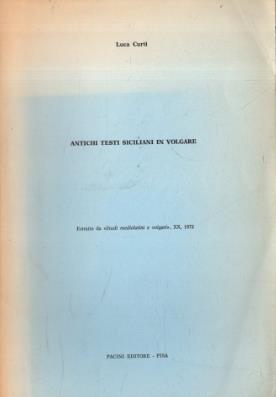 Luca Curti
ANTICHI TESTI SICILIANI IN VOLGARE
Estratto da «Studi mediolatini e volgari», XX, 1972
PACINI EDITORE - PISA